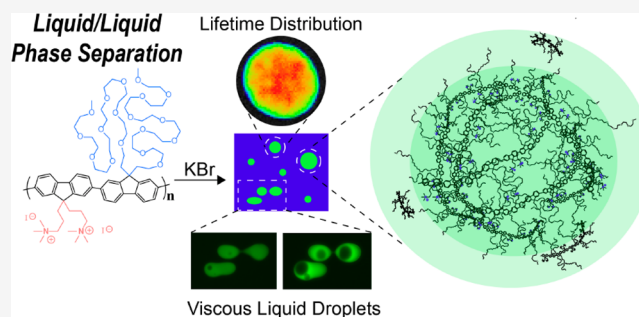 Liquid/Liquid
Phase Separation
Lifetime Distribution
KBr
n
I⊖
I⊖
Viscous Liquid Droplets